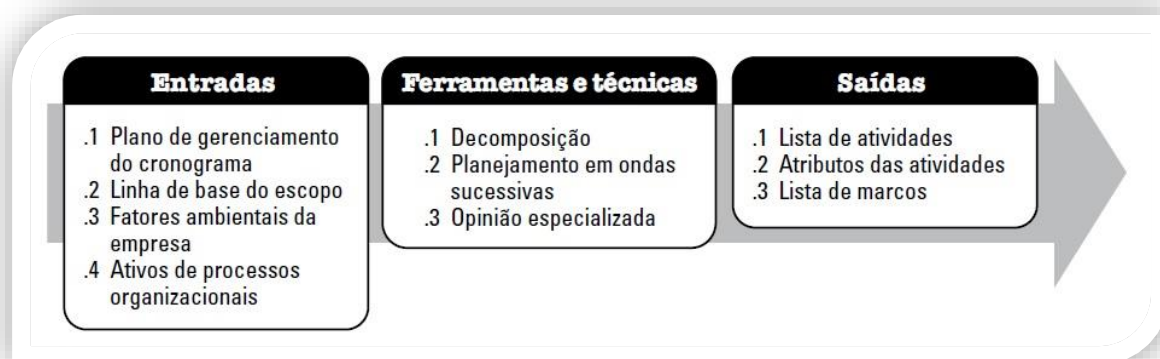 Entradas
.1 Plano de gerenciamento
do cronograma
.2 Linha de base do escopo
.3 Fatores ambientais da
empresa
.4 Ativos de processos
organizacionais
Ferramentas e técnicas
.1 Decomposição
.2 Planejamento em ondas
sucessivas
.3 Opinião especializada
Saídas
.1 Lista de atividades
.2 Atributos das atividades
.3 Lista de marcos